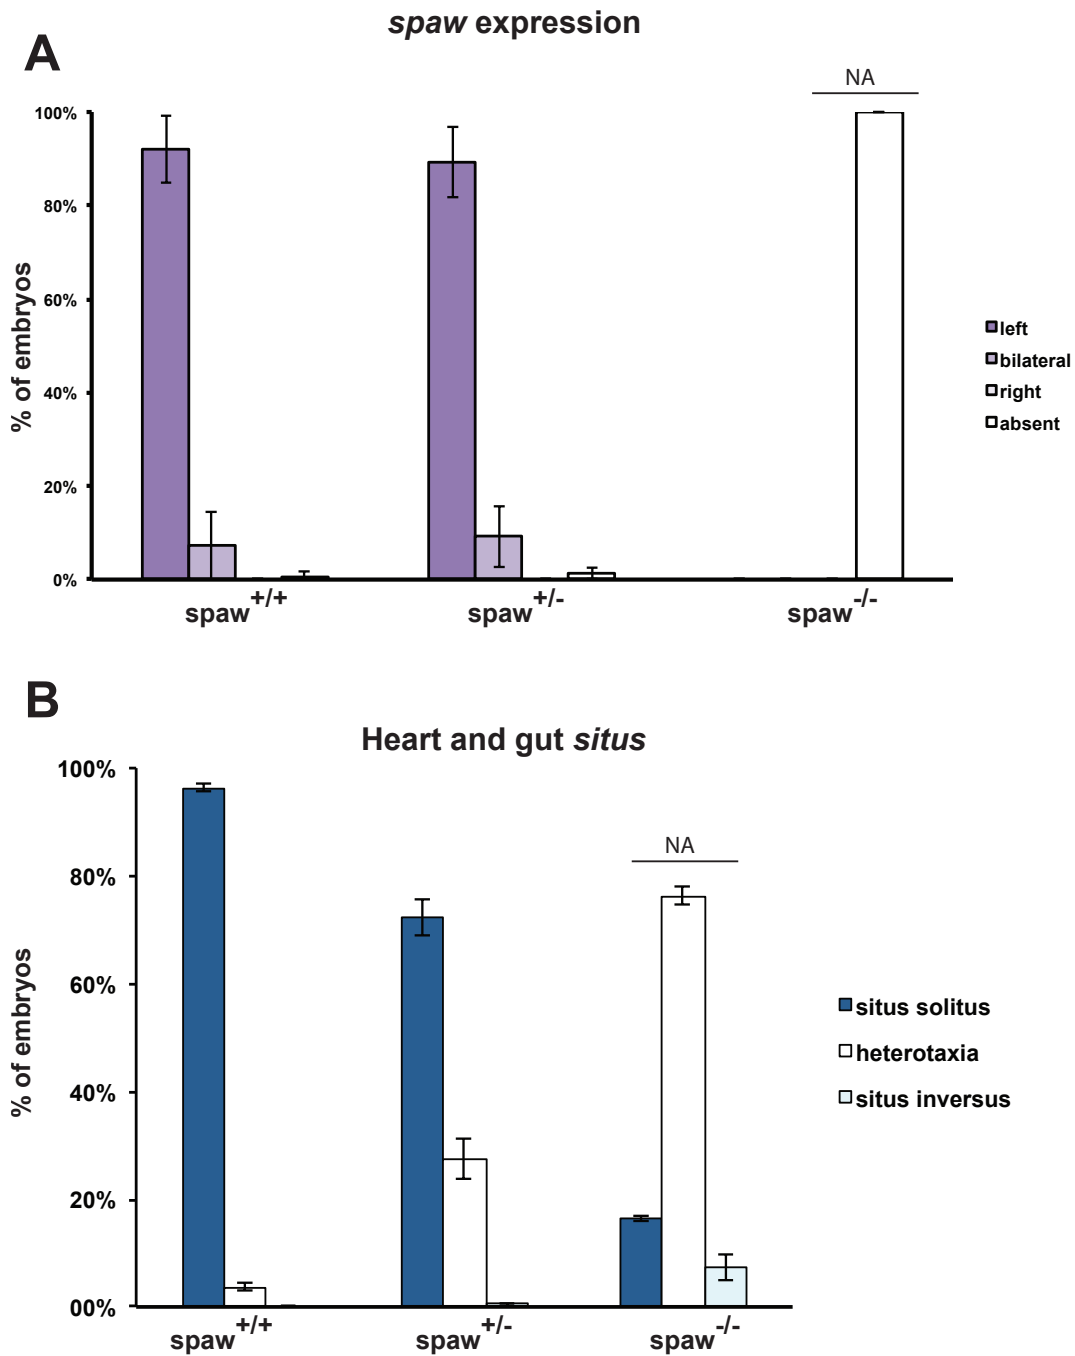 spaw expression
A
NA
100%
80%
60%
40%
20%
0%
% of embryos
left
bilateral
right
absent
spaw+/+
spaw+/-
spaw-/-
B
Heart and gut situs
NA
100%
80%
60%
40%
20%
00%
% of embryos
situs solitus
heterotaxia
situs inversus
spaw+/+
spaw+/-
spaw-/-